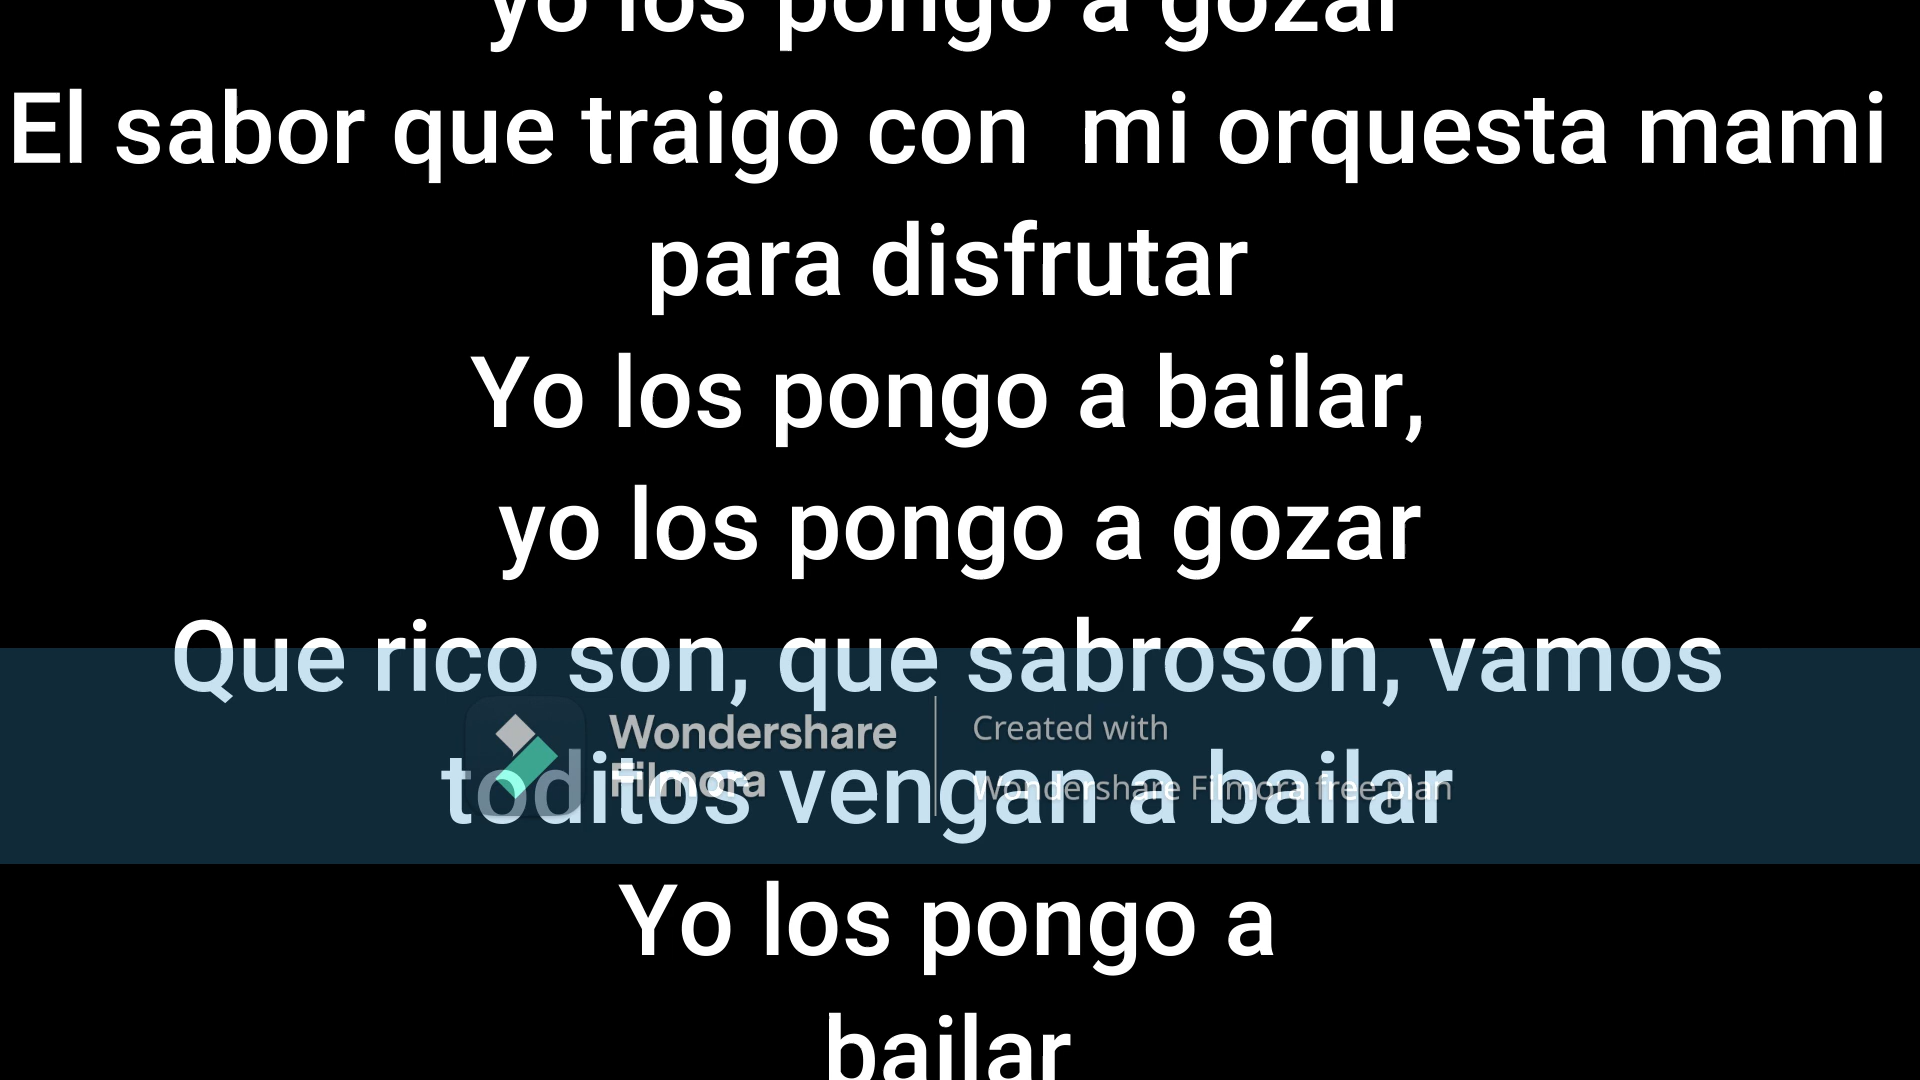 yo los pongo a gozar
El sabor que traigo con  mi orquesta mami
para disfrutar
Yo los pongo a bailar,
yo los pongo a gozar
Que rico son, que sabrosón, vamos
toditos vengan a bailar
Wondershare
Filmora
Created with
Wondershare Filmora free plan
Yo los pongo a
bailar